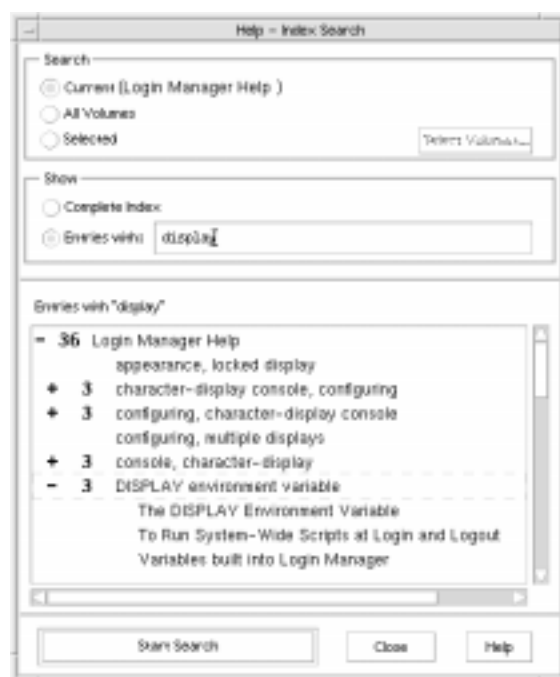 Help - Index Search
Search
Current (Login Manager Help )
All Volumes
Selected
Select Volumes...
Show
Complete Index
Entries with: display
Entries with "display"
- 36 Login Manager Help
appearance, locked display
+ 3 character-display console, configuring
+ 3 configuring, character-display console
configuring, multiple displays
+ 3 console, character-display
- 3 DISPLAY environment variable
The DISPLAY Environment Variable
To Run System-Wide Scripts at Login and Logout
Variables built into Login Manager
Start Search Close Help